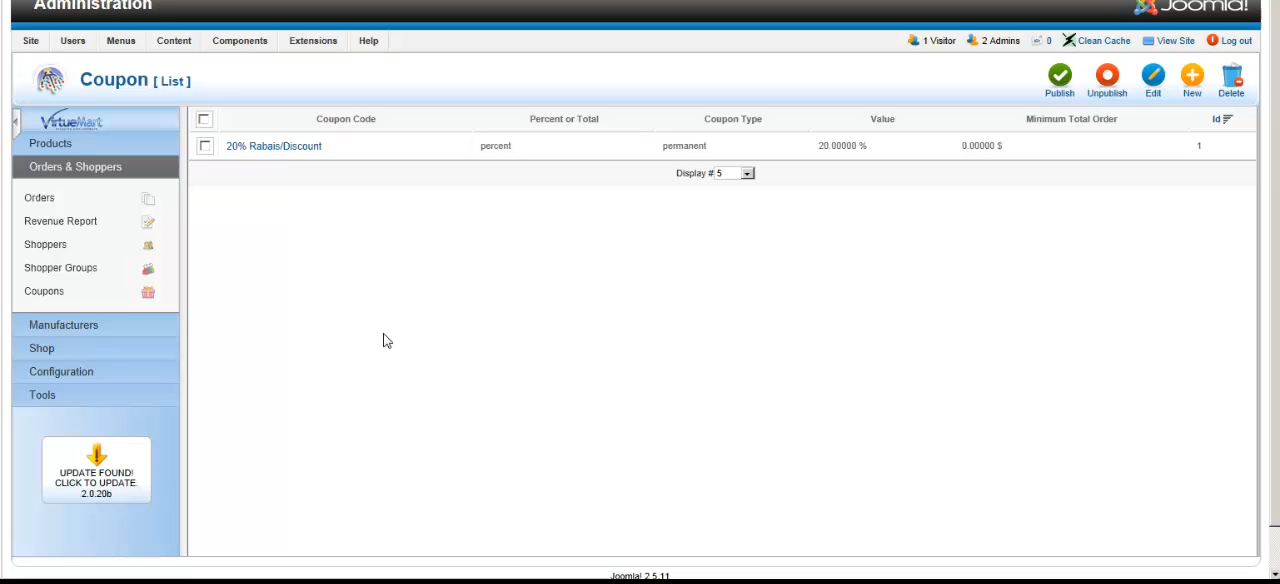 Administration
Joomla!
Site Users Menus Content Components Extensions Help
1 Visitor 2 Admins 0 Clean Cache View Site Log out
Coupon [ List ]
Publish Unpublish Edit New Delete
VirtueMart
Products
Orders & Shoppers
Orders
Revenue Report
Shoppers
Shopper Groups
Coupons
Manufacturers
Shop
Configuration
Tools
UPDATE FOUND!
CLICK TO UPDATE.
2.0.20b
Coupon Code Percent or Total Coupon Type Value Minimum Total Order Id
20% Rabais/Discount percent permanent 20.00000 % 0.00000 $ 1
Display # 5
Joomla! 2.5.11